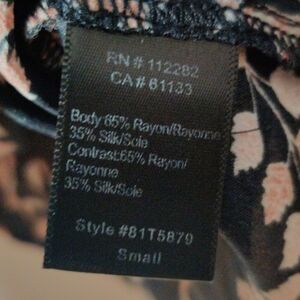 RN # 112282
CA # 61133
Body 65% Rayon/Rayonne
35% Silk/Soie
Contrast:65% Rayon/
Rayonne
35% Silk/Soie
Style #81T5879
Small